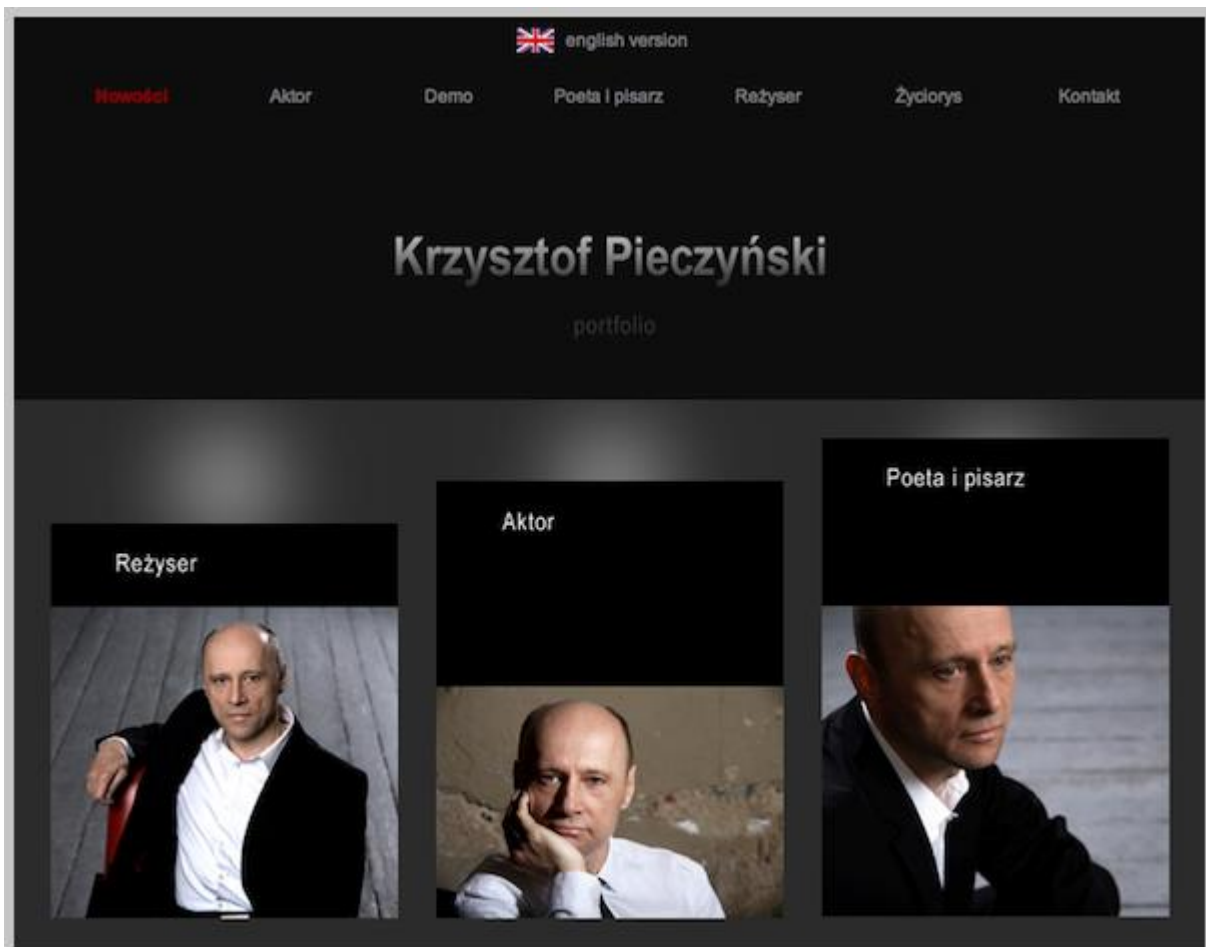 english version
Nowości Aktor Demo Poeta i pisarz Reżyser Życiorys Kontakt
Krzysztof Pieczyński
portfolio
Reżyser
Aktor
Poeta i pisarz